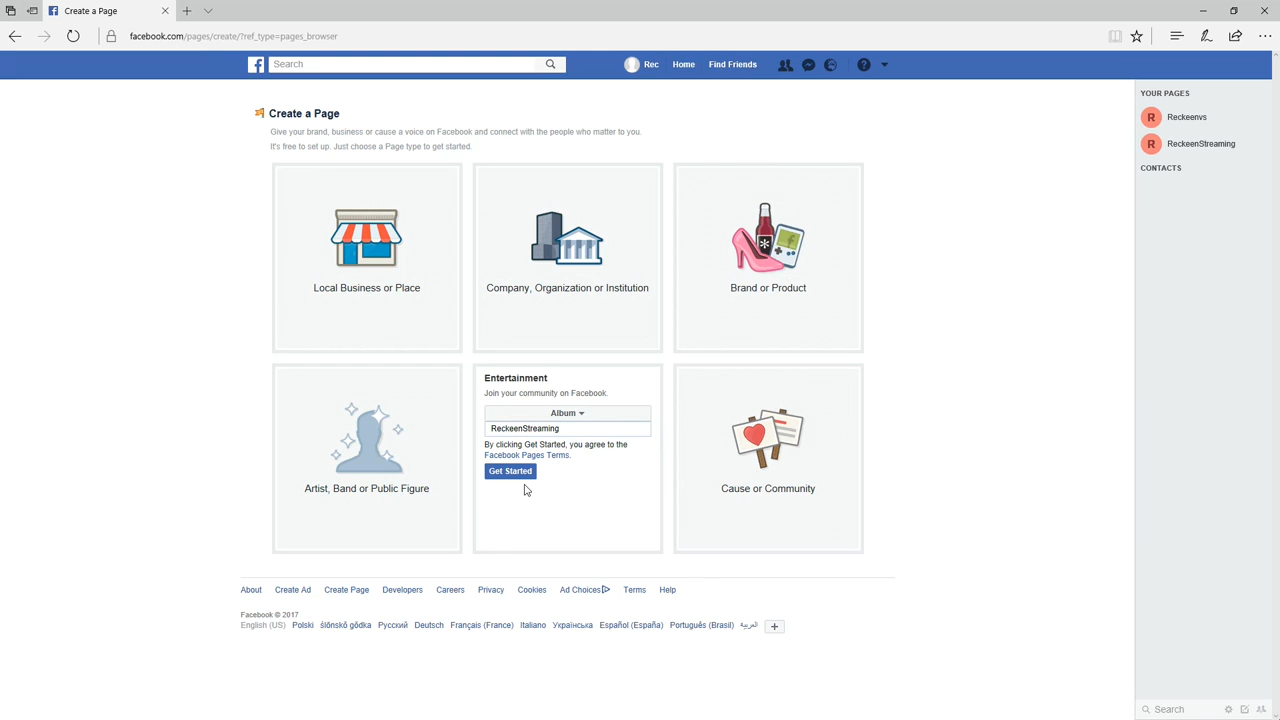 Create a Page
facebook.com/pages/create/?ref_type=pages_browser
f Search Rec Home Find Friends
YOUR PAGES
R Reckeenvs
R ReckeenStreaming
CONTACTS
Create a Page
Give your brand, business or cause a voice on Facebook and connect with the people who matter to you.
It's free to set up. Just choose a Page type to get started.
Local Business or Place
Company, Organization or Institution
Brand or Product
Artist, Band or Public Figure
Entertainment
Join your community on Facebook.
Album
ReckeenStreaming
By clicking Get Started, you agree to the
Facebook Pages Terms.
Get Started
Cause or Community
About Create Ad Create Page Developers Careers Privacy Cookies Ad Choices Terms Help
Facebook © 2017
English (US) Polski ślōnskŏ gŏdka Русский Deutsch Français (France) Italiano Українська Español (España) Português (Brasil) العربية
Search